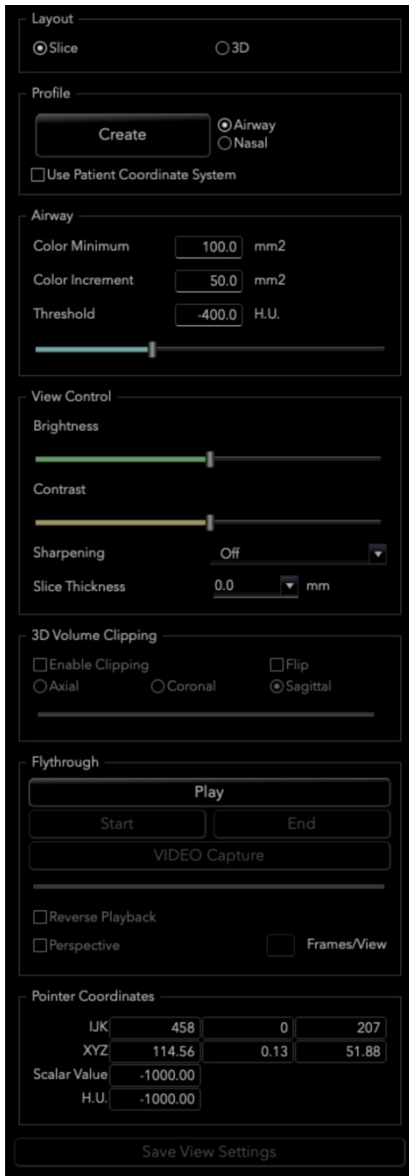 Layout
Slice 3D
Profile
Create
Airway
Nasal
Use Patient Coordinate System
Airway
Color Minimum 100.0 mm2
Color Increment 50.0 mm2
Threshold -400.0 H.U.
View Control
Brightness
Contrast
Sharpening Off
Slice Thickness 0.0 mm
3D Volume Clipping
Enable Clipping Flip
Axial Coronal Sagittal
Flythrough
Play
Start End
VIDEO Capture
Reverse Playback
Perspective Frames/View
Pointer Coordinates
IJK 458 0 207
XYZ 114.56 0.13 51.88
Scalar Value -1000.00
H.U. -1000.00
Save View Settings